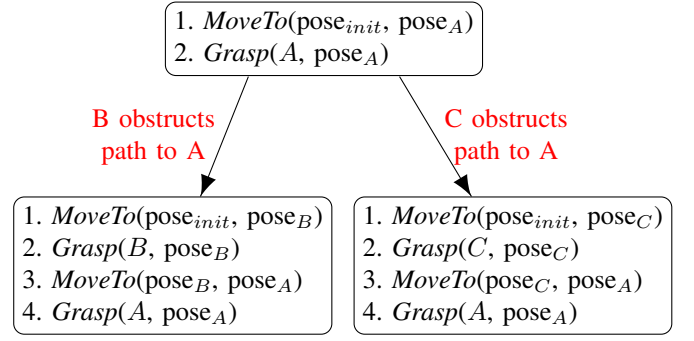 1. MoveTo(pose_init, pose_A)
2. Grasp(A, pose_A)
B obstructs
path to A
C obstructs
path to A
1. MoveTo(pose_init, pose_B)
2. Grasp(B, pose_B)
3. MoveTo(pose_B, pose_A)
4. Grasp(A, pose_A)
1. MoveTo(pose_init, pose_C)
2. Grasp(C, pose_C)
3. MoveTo(pose_C, pose_A)
4. Grasp(A, pose_A)